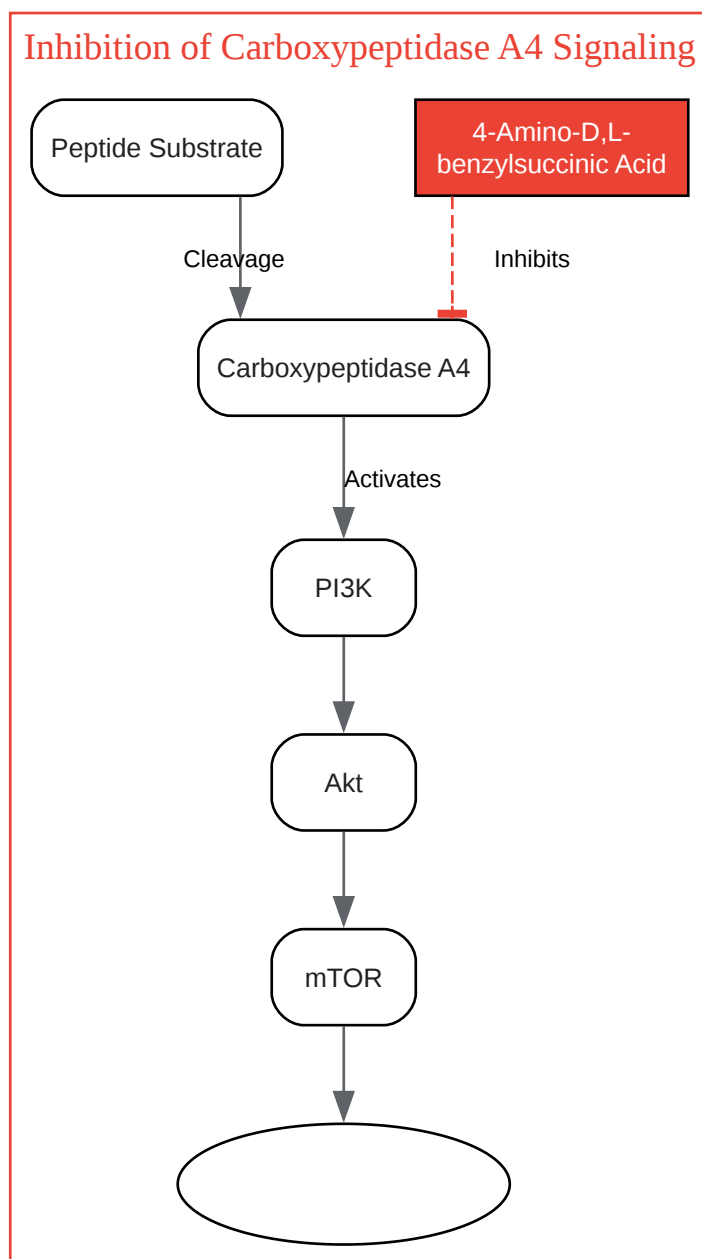 Inhibition of Carboxypeptidase A4 Signaling
Peptide Substrate
4-Amino-D,L-
benzylsuccinic Acid
Cleavage
Inhibits
Carboxypeptidase A4
Activates
PI3K
Akt
mTOR